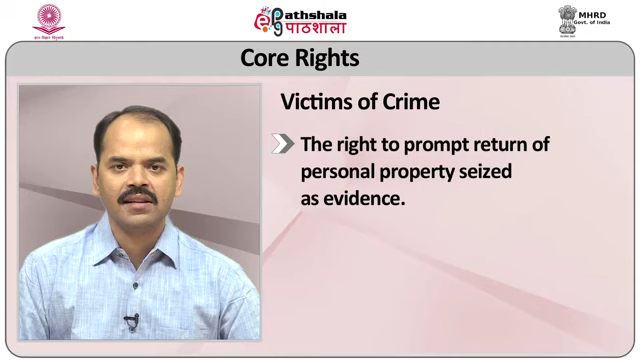 ePathshala
पाठशाला
MHRD
Govt. of India
Core Rights
Victims of Crime
The right to prompt return of
personal property seized
as evidence.